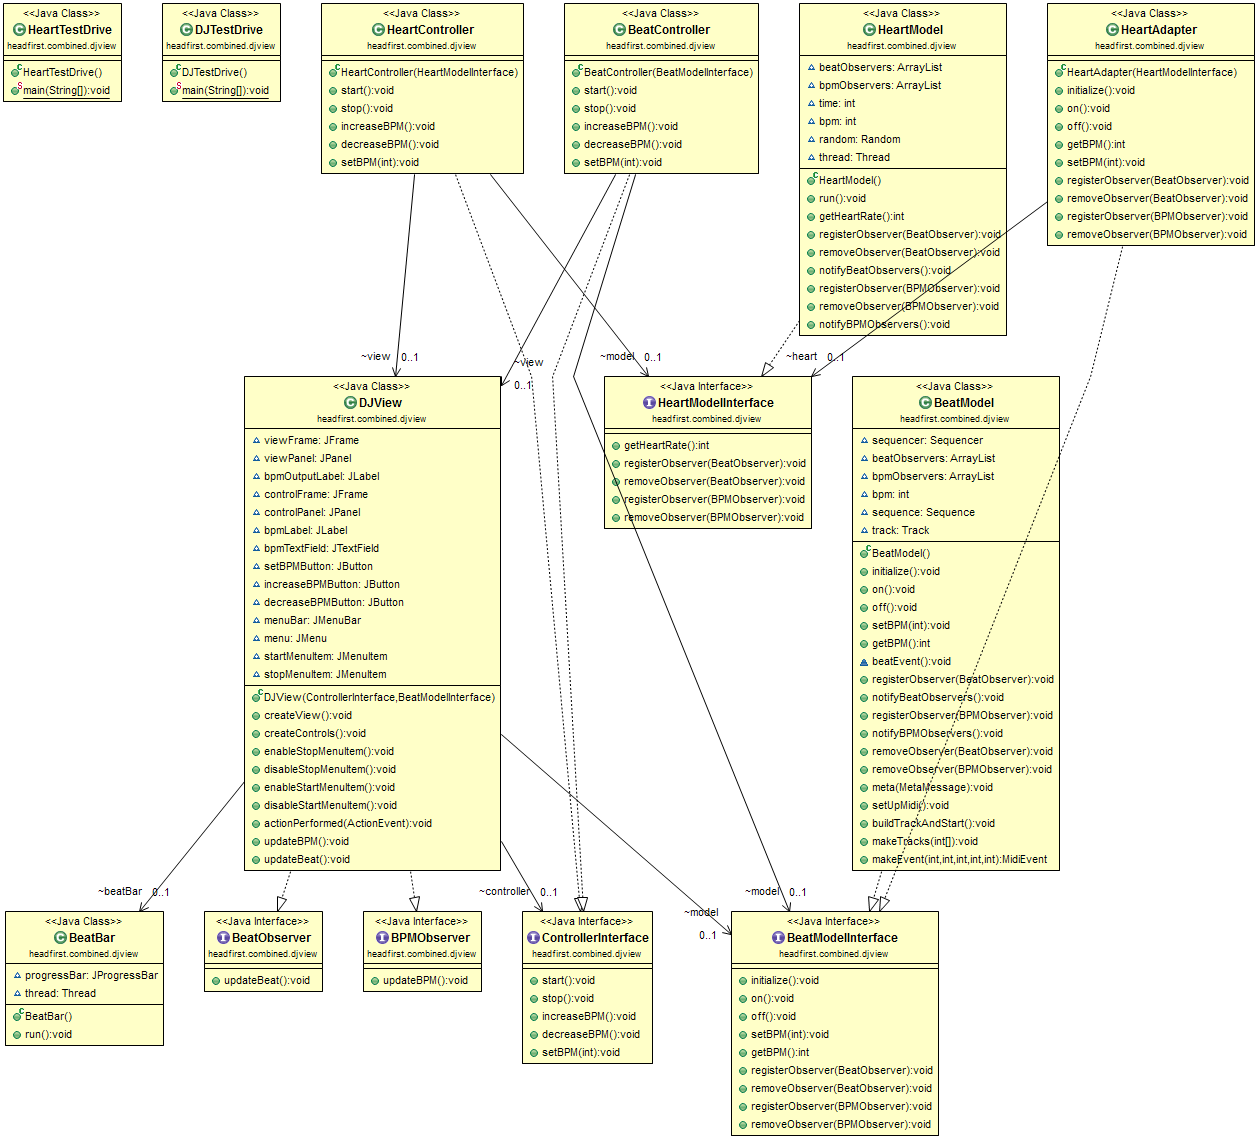 <<Java Class>>
HeartTestDrive
headfirst.combined.djview
HeartTestDrive()
main(String[]):void
<<Java Class>>
DJTestDrive
headfirst.combined.djview
DJTestDrive()
main(String[]):void
<<Java Class>>
HeartController
headfirst.combined.djview
HeartController(HeartModelInterface)
start():void
stop():void
increaseBPM():void
decreaseBPM():void
setBPM(int):void
<<Java Class>>
BeatController
headfirst.combined.djview
BeatController(BeatModelInterface)
start():void
stop():void
increaseBPM():void
decreaseBPM():void
setBPM(int):void
<<Java Class>>
HeartModel
headfirst.combined.djview
beatObservers: ArrayList
bpmObservers: ArrayList
time: int
bpm: int
random: Random
thread: Thread
HeartModel()
run():void
getHeartRate():int
registerObserver(BeatObserver):void
removeObserver(BeatObserver):void
notifyBeatObservers():void
registerObserver(BPMObserver):void
removeObserver(BPMObserver):void
notifyBPMObservers():void
<<Java Class>>
HeartAdapter
headfirst.combined.djview
HeartAdapter(HeartModelInterface)
initialize():void
on():void
off():void
getBPM():int
setBPM(int):void
registerObserver(BeatObserver):void
removeObserver(BeatObserver):void
registerObserver(BPMObserver):void
removeObserver(BPMObserver):void
~view 0..1
~view
0..1
~model 0..1
~heart 0..1
<<Java Class>>
DJView
headfirst.combined.djview
viewFrame: JFrame
viewPanel: JPanel
bpmOutputLabel: JLabel
controlFrame: JFrame
controlPanel: JPanel
bpmLabel: JLabel
bpmTextField: JTextField
setBPMButton: JButton
increaseBPMButton: JButton
decreaseBPMButton: JButton
menuBar: JMenuBar
menu: JMenu
startMenuItem: JMenuItem
stopMenuItem: JMenuItem
DJView(ControllerInterface,BeatModelInterface)
createView():void
createControls():void
enableStopMenuItem():void
disableStopMenuItem():void
enableStartMenuItem():void
disableStartMenuItem():void
actionPerformed(ActionEvent):void
updateBPM():void
updateBeat():void
<<Java Interface>>
HeartModelInterface
headfirst.combined.djview
getHeartRate():int
registerObserver(BeatObserver):void
removeObserver(BeatObserver):void
registerObserver(BPMObserver):void
removeObserver(BPMObserver):void
<<Java Class>>
BeatModel
headfirst.combined.djview
sequencer: Sequencer
beatObservers: ArrayList
bpmObservers: ArrayList
bpm: int
sequence: Sequence
track: Track
BeatModel()
initialize():void
on():void
off():void
setBPM(int):void
getBPM():int
beatEvent():void
registerObserver(BeatObserver):void
notifyBeatObservers():void
registerObserver(BPMObserver):void
notifyBPMObservers():void
removeObserver(BeatObserver):void
removeObserver(BPMObserver):void
meta(MetaMessage):void
setUpMidi():void
buildTrackAndStart():void
makeTracks(int[]):void
makeEvent(int,int,int,int,int):MidiEvent
~beatBar 0..1
~controller 0..1
~model 0..1
~model
0..1
<<Java Class>>
BeatBar
headfirst.combined.djview
progressBar: JProgressBar
thread: Thread
BeatBar()
run():void
<<Java Interface>>
BeatObserver
headfirst.combined.djview
updateBeat():void
<<Java Interface>>
BPMObserver
headfirst.combined.djview
updateBPM():void
<<Java Interface>>
ControllerInterface
headfirst.combined.djview
start():void
stop():void
increaseBPM():void
decreaseBPM():void
setBPM(int):void
<<Java Interface>>
BeatModelInterface
headfirst.combined.djview
initialize():void
on():void
off():void
setBPM(int):void
getBPM():int
registerObserver(BeatObserver):void
removeObserver(BeatObserver):void
registerObserver(BPMObserver):void
removeObserver(BPMObserver):void